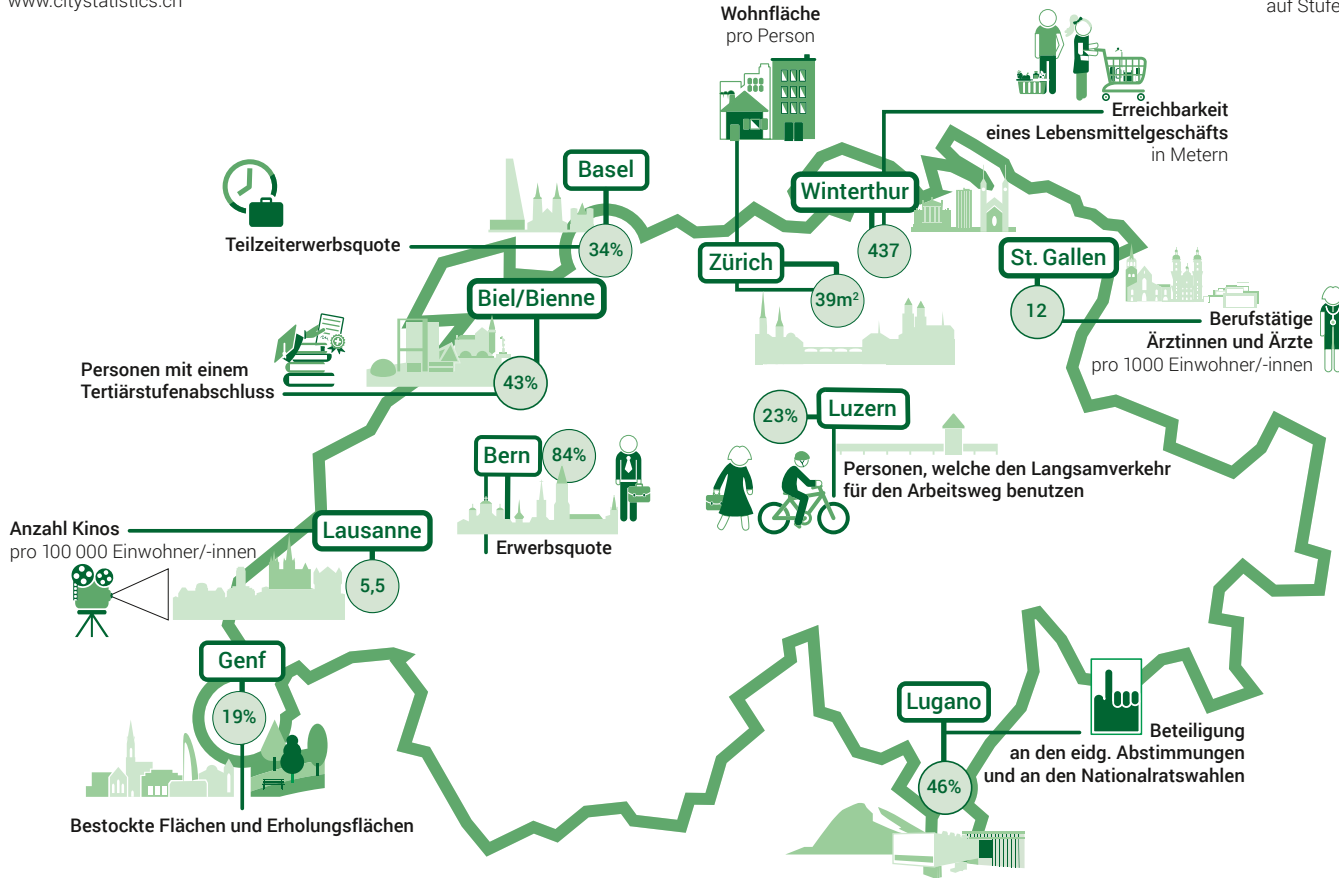 www.citystatistics.ch
auf Stufe
Wohnfläche
pro Person
Erreichbarkeit
eines Lebensmittelgeschäfts
in Metern
Basel
34%
Teilzeiterwerbsquote
Winterthur
437
Zürich
39m²
St. Gallen
12
Berufstätige
Ärztinnen und Ärzte
pro 1000 Einwohner/-innen
Biel/Bienne
43%
Personen mit einem
Tertiärstufenabschluss
23%
Luzern
Personen, welche den Langsamverkehr
für den Arbeitsweg benutzen
Bern
84%
Erwerbsquote
Anzahl Kinos
pro 100 000 Einwohner/-innen
Lausanne
5,5
Genf
19%
Bestockte Flächen und Erholungsflächen
Lugano
46%
Beteiligung
an den eidg. Abstimmungen
und an den Nationalratswahlen